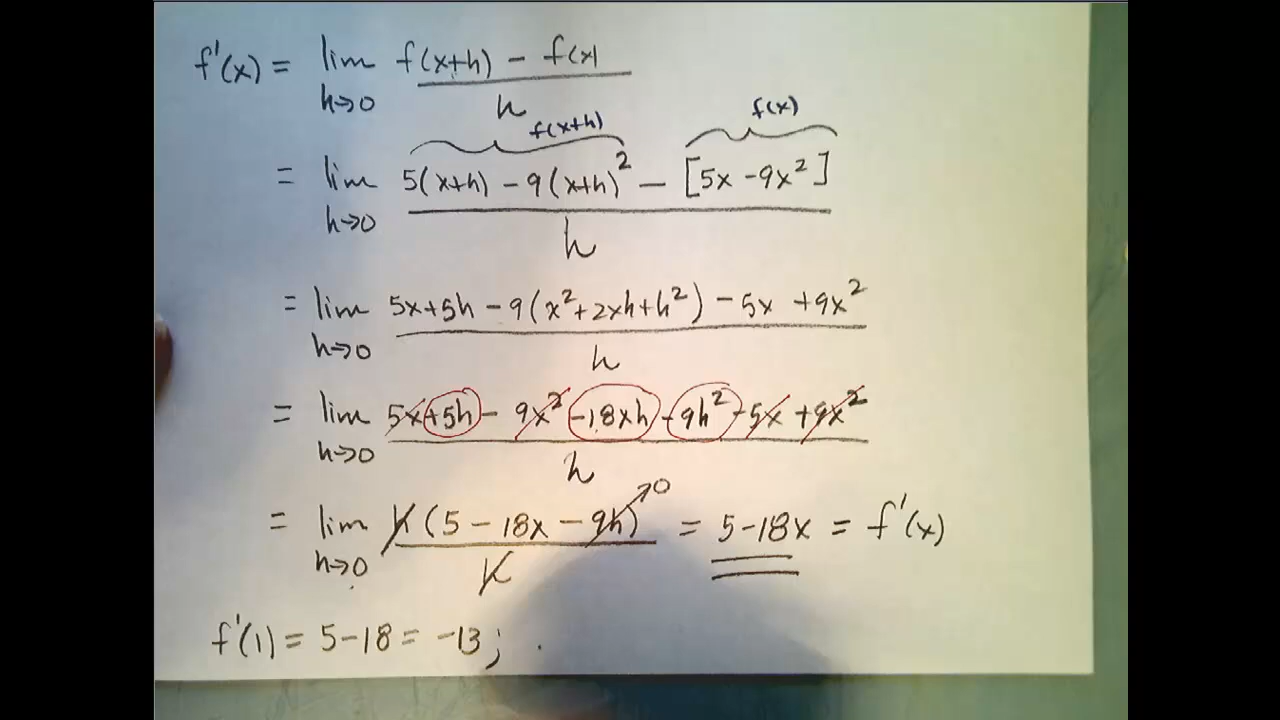 f'(x) = lim h→0 f(x+h) - f(x) / h
f(x+h) f(x)
= lim h→0 5(x+h) - 9(x+h)² - [5x - 9x²] / h
= lim h→0 5x+5h - 9(x²+2xh+h²) - 5x + 9x² / h
= lim h→0 5x+5h - 9x² - 18xh - 9h² - 5x + 9x² / h
= lim h→0 h(5 - 18x - 9h) / h → 0 = 5-18x = f'(x)
f'(1) = 5-18 = -13;